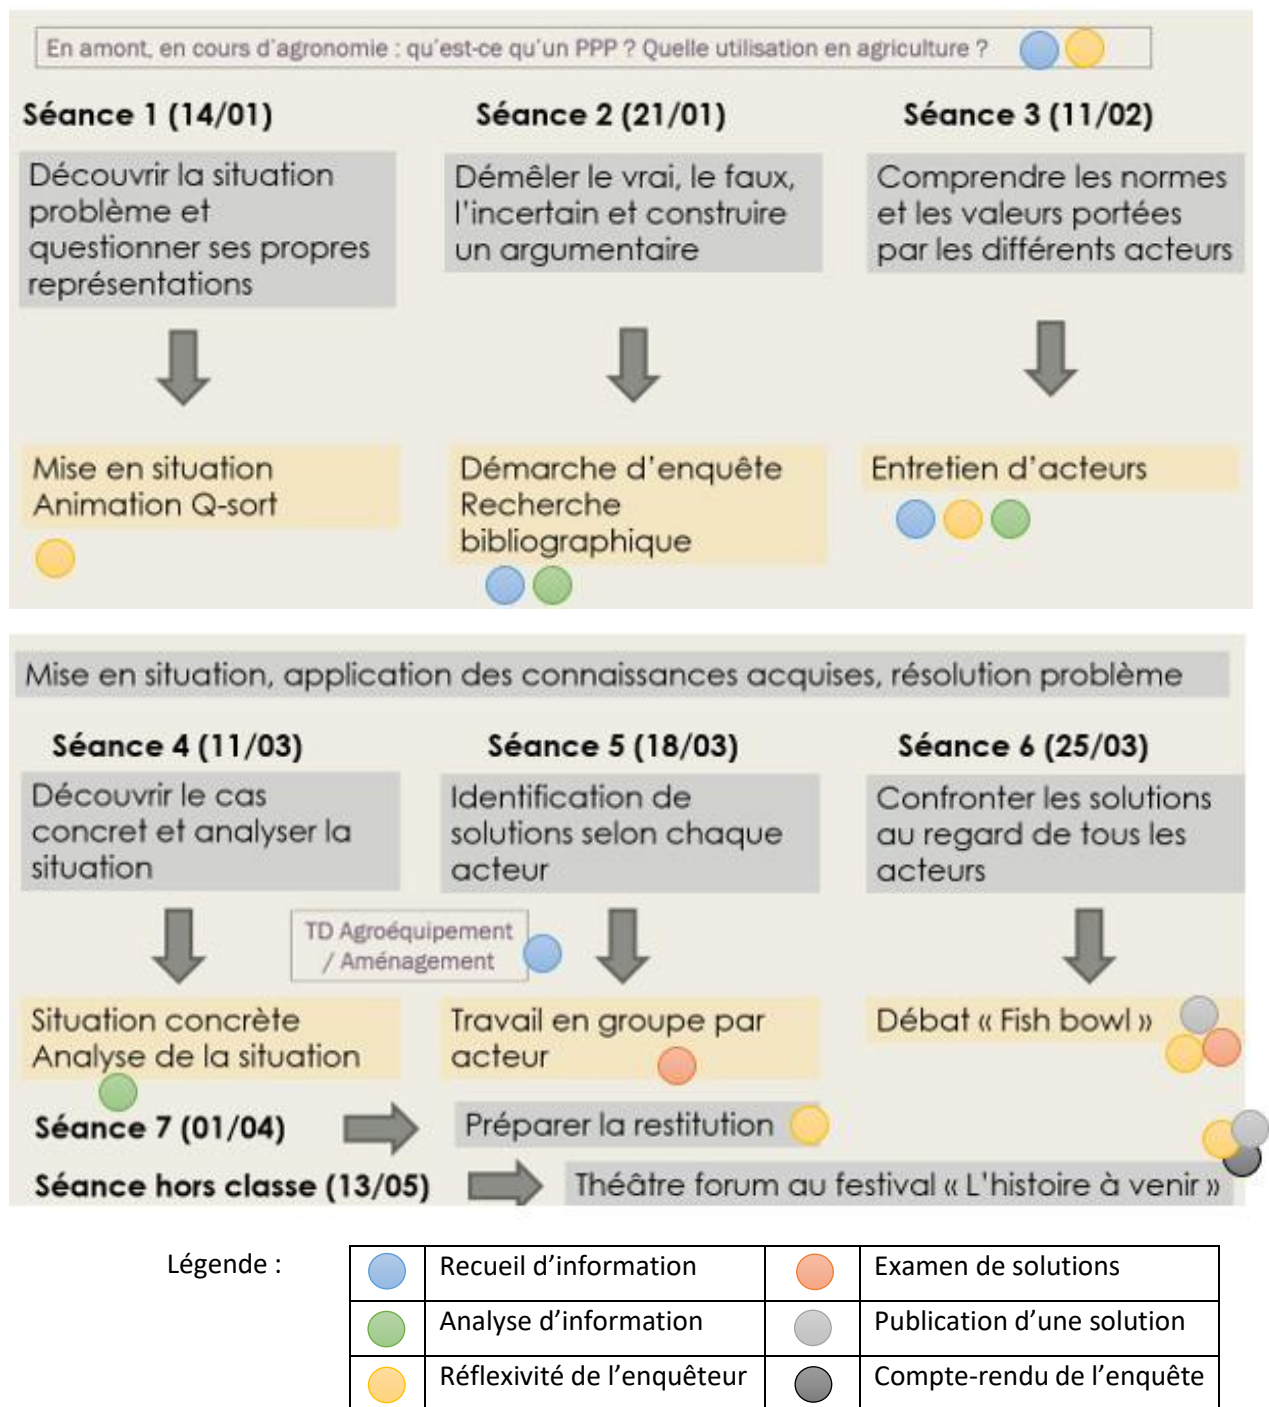 En amont, en cours d'agronomie : qu'est-ce qu'un PPP ? Quelle utilisation en agriculture ?
Séance 1 (14/01)
Découvrir la situation
problème et
questionner ses propres
représentations
Mise en situation
Animation Q-sort
Séance 2 (21/01)
Démêler le vrai, le faux,
l'incertain et construire
un argumentaire
Démarche d'enquête
Recherche
bibliographique
Séance 3 (11/02)
Comprendre les normes
et les valeurs portées
par les différents acteurs
Entretien d'acteurs
Mise en situation, application des connaissances acquises, résolution problème
Séance 4 (11/03)
Découvrir le cas
concret et analyser la
situation
Situation concrète
Analyse de la situation
TD Agroéquipement
/ Aménagement
Séance 5 (18/03)
Identification de
solutions selon chaque
acteur
Travail en groupe par
acteur
Séance 6 (25/03)
Confronter les solutions
au regard de tous les
acteurs
Débat « Fish bowl »
Séance 7 (01/04)
Préparer la restitution
Séance hors classe (13/05)
Théâtre forum au festival « L'histoire à venir »
Légende :
Recueil d'information
Examen de solutions
Analyse d'information
Publication d'une solution
Réflexivité de l'enquêteur
Compte-rendu de l'enquête